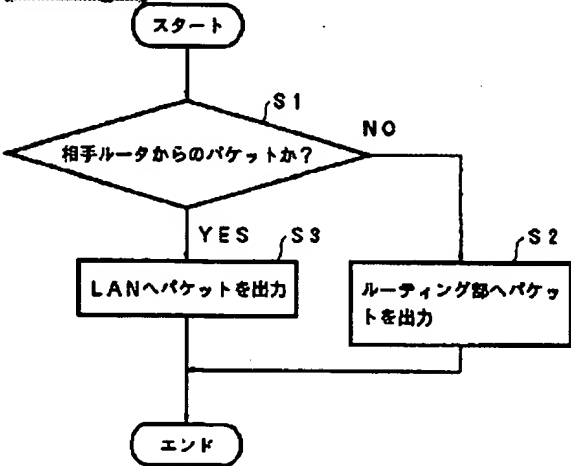 スタート
S1
相手ルータからのパケットか？
NO
YES
S3
S2
LANへパケットを出力
ルーティング部へパケッ
トを出力
エンド